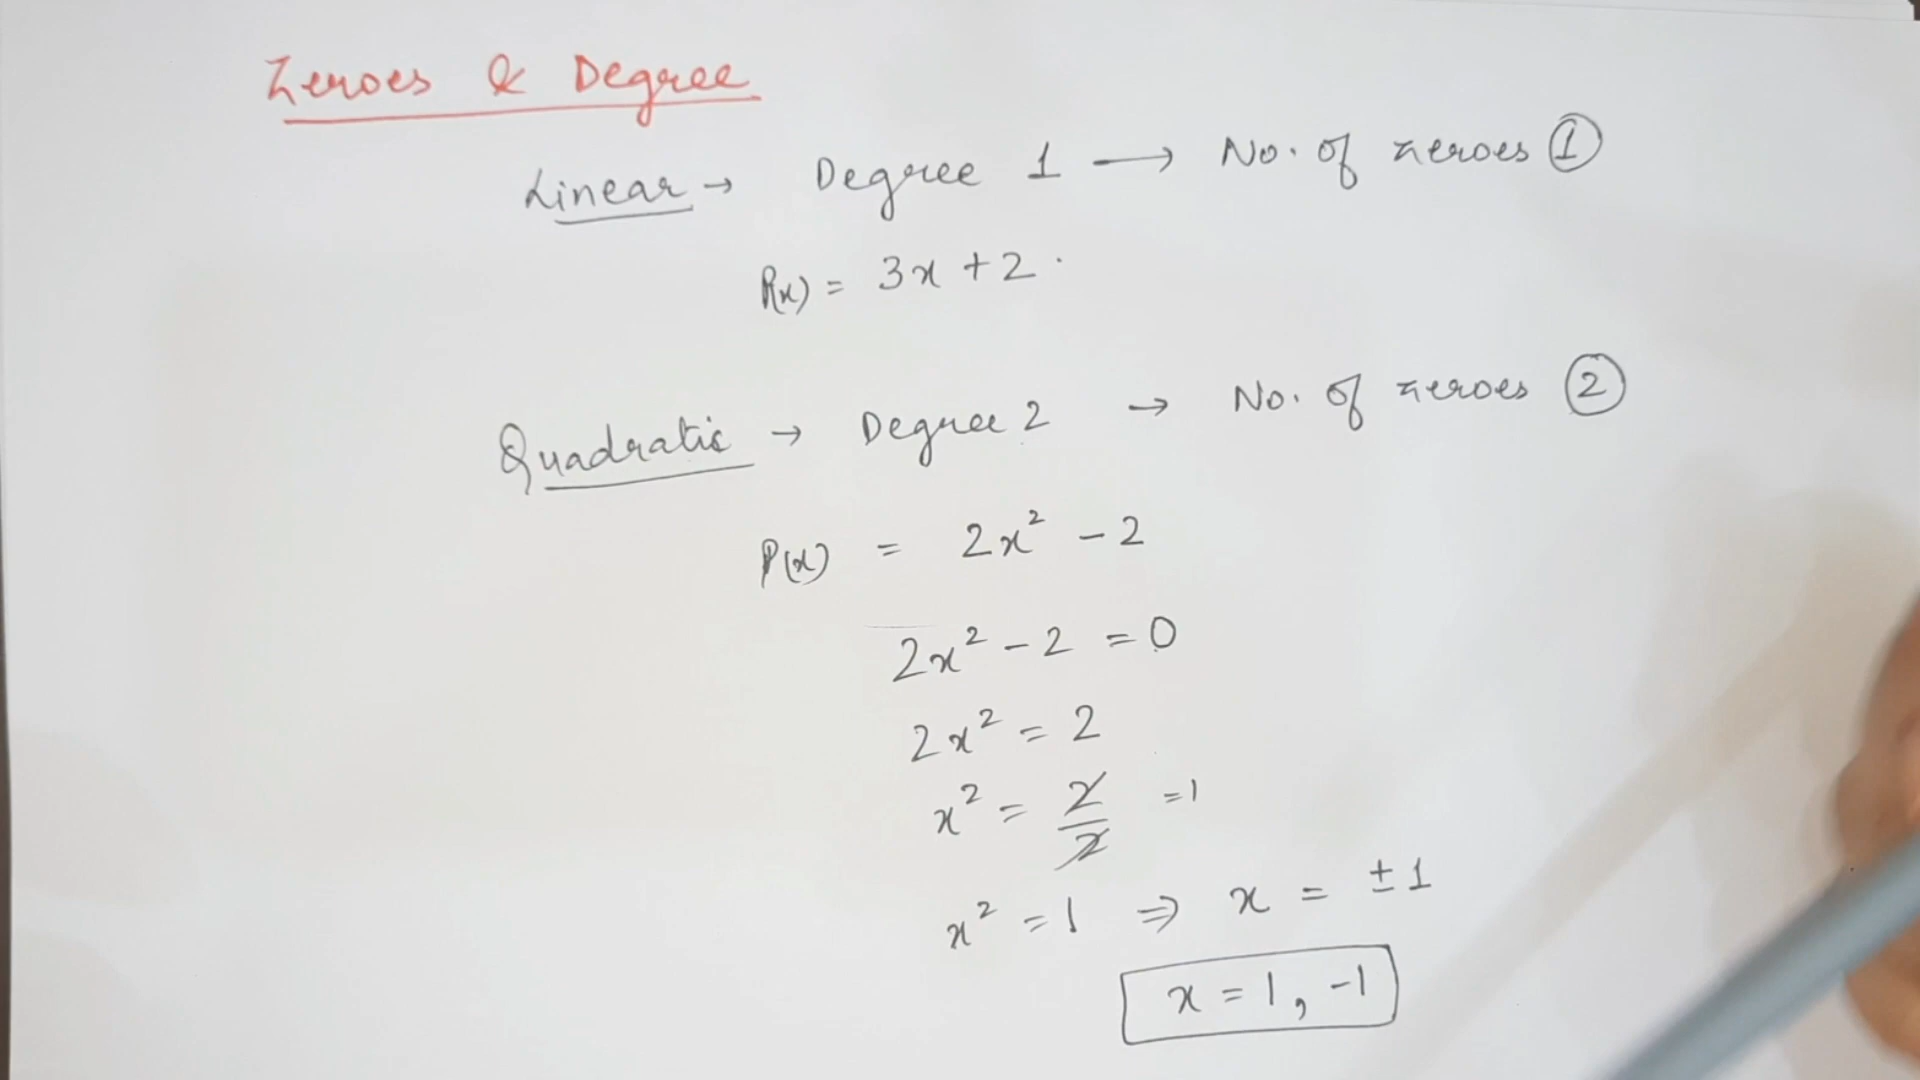 Zeroes & Degree
Linear → Degree 1 → No. of zeroes ①
P(x) = 3x + 2.
Quadratic → Degree 2 → No. of zeroes ②
P(x) = 2x² - 2
2x² - 2 = 0
2x² = 2
x² = 2/2 = 1
x² = 1 ⇒ x = ± 1
x = 1, -1